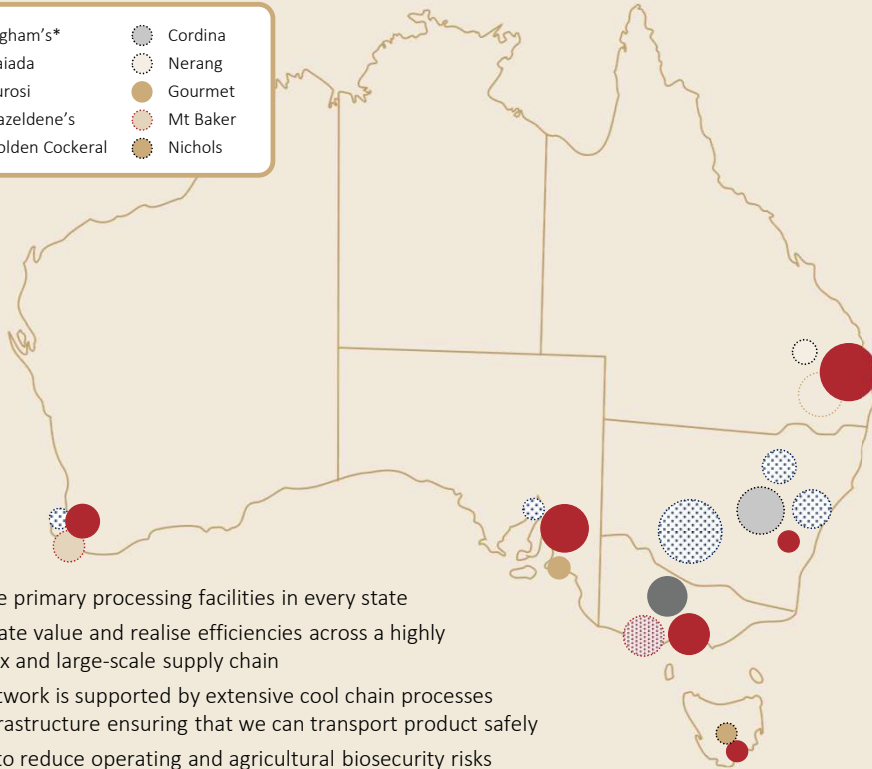 gham's*
aiada
urosi
azeldene's
olden Cockeral
Cordina
Nerang
Gourmet
Mt Baker
Nichols
e primary processing facilities in every state
ate value and realise efficiencies across a highly
x and large-scale supply chain
twork is supported by extensive cool chain processes
frastructure ensuring that we can transport product safely
to reduce operating and agricultural biosecurity risks